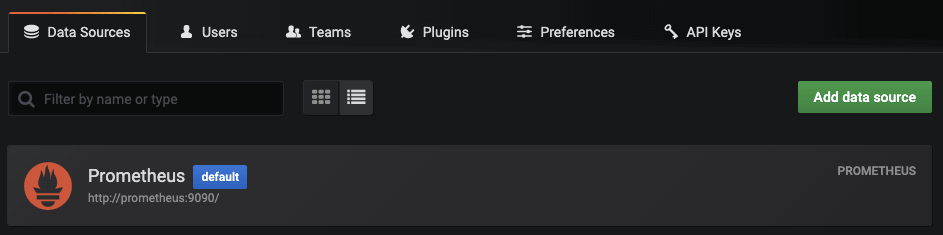 Data Sources Users Teams Plugins Preferences API Keys
Filter by name or type Add data source
Prometheus default PROMETHEUS
http://prometheus:9090/